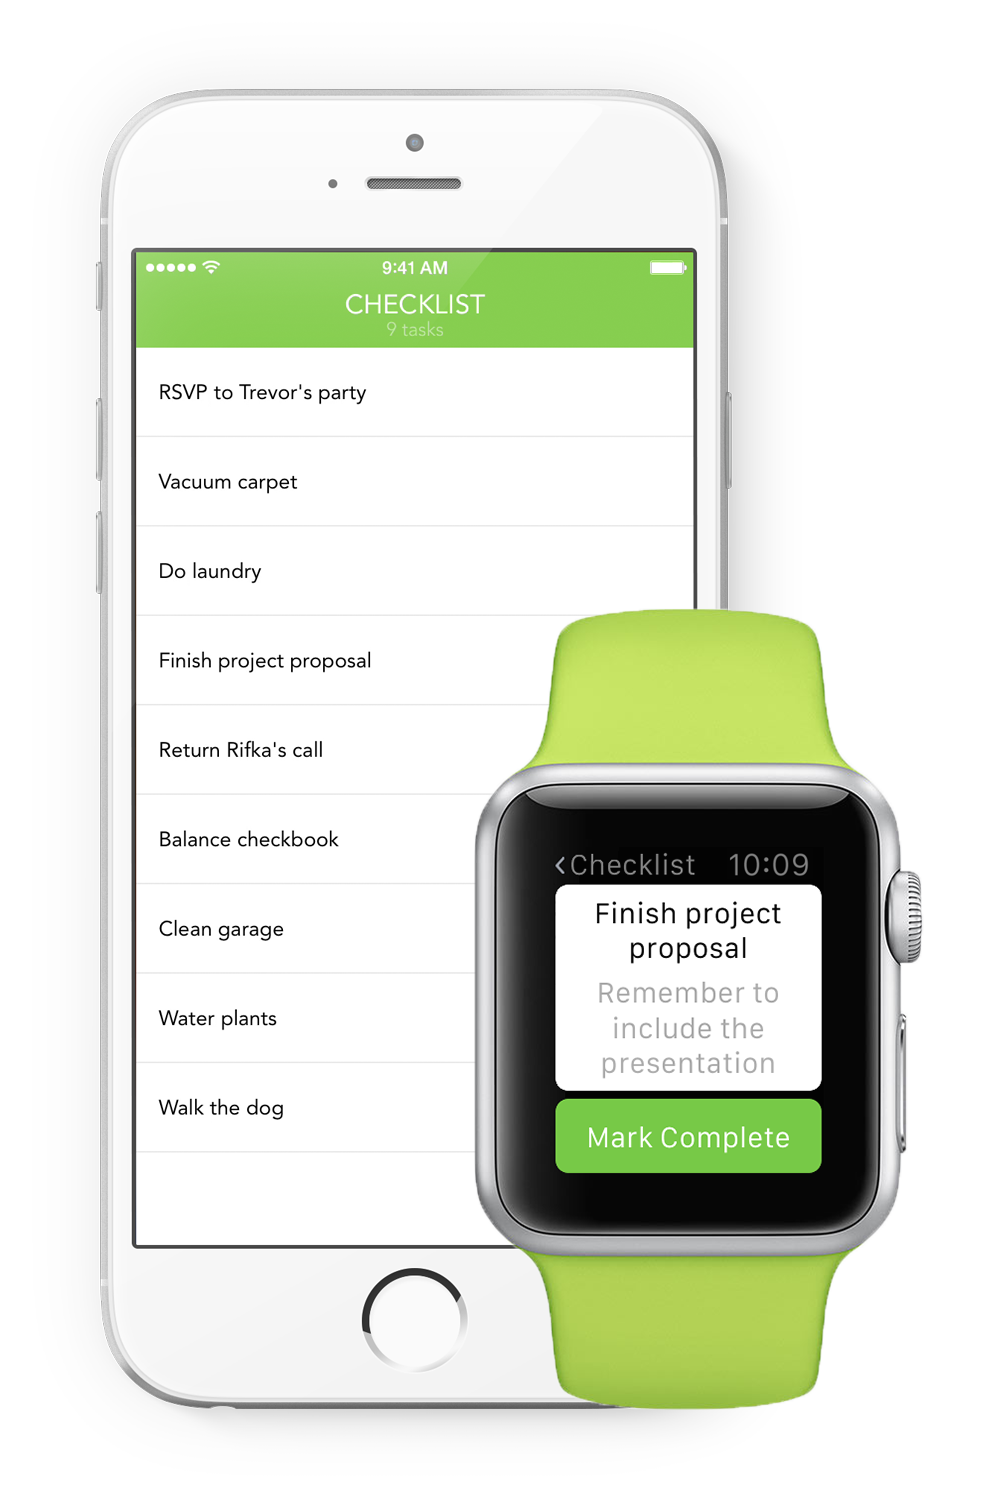 9:41 AM
CHECKLIST
9 tasks
RSVP to Trevor's party
Vacuum carpet
Do laundry
Finish project proposal
Return Rifka's call
Balance checkbook
Clean garage
Water plants
Walk the dog
<Checklist 10:09
Finish project
proposal
Remember to
include the
presentation
Mark Complete